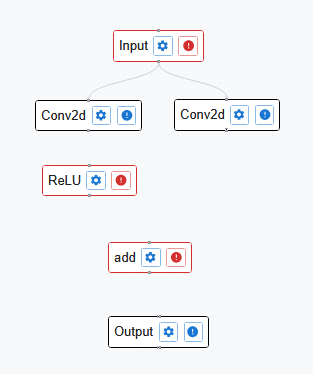 Input
Conv2d
Conv2d
ReLU
add
Output